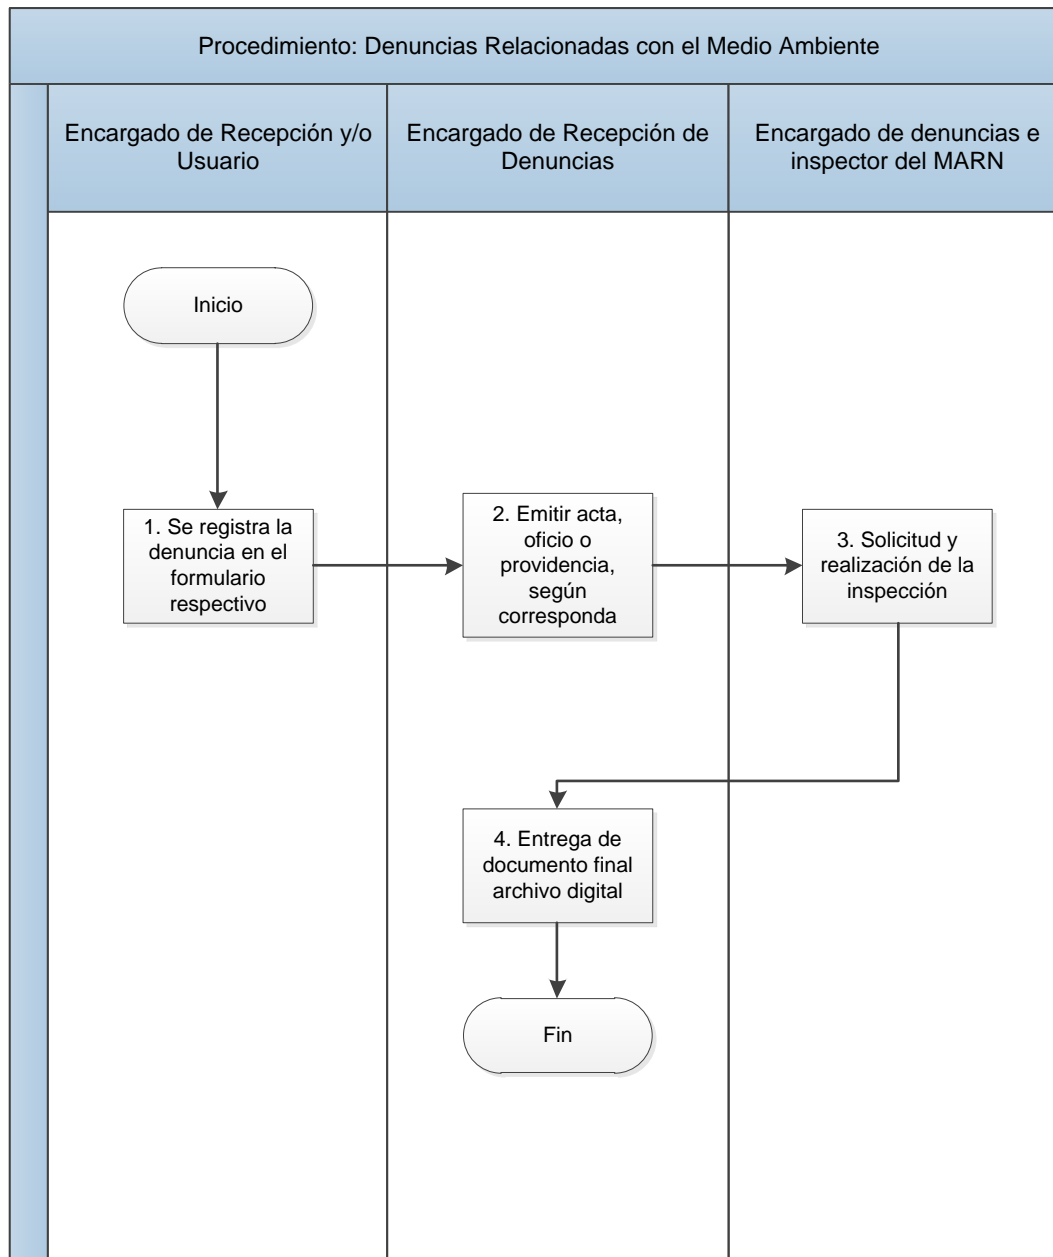 Procedimiento: Denuncias Relacionadas con el Medio Ambiente
Encargado de Recepción y/o
Usuario
Encargado de Recepción de
Denuncias
Encargado de denuncias e
inspector del MARN
Inicio
1. Se registra la
denuncia en el
formulario
respectivo
2. Emitir acta,
oficio o
providencia,
según
corresponda
3. Solicitud y
realización de la
inspección
4. Entrega de
documento final
archivo digital
Fin